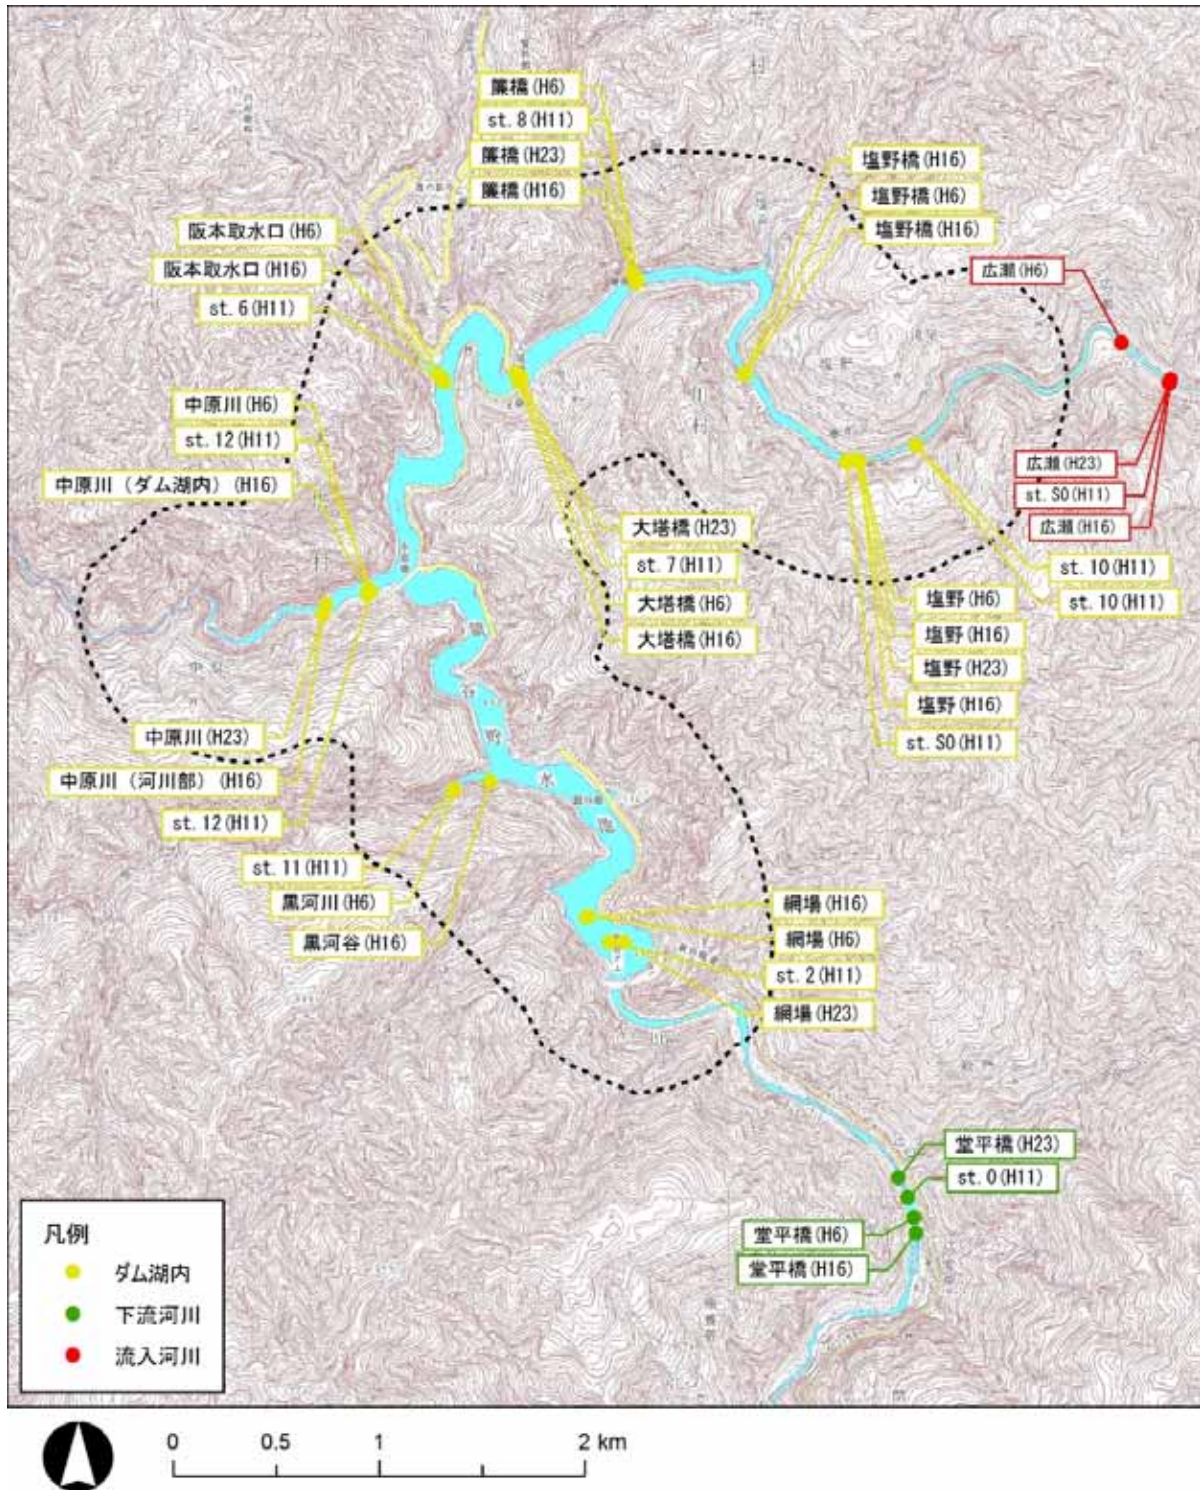 簾橋(H6)
st. 8(H11)
簾橋(H23)
簾橋(H16)
塩野橋(H16)
塩野橋(H6)
塩野橋(H16)
阪本取水口(H6)
阪本取水口(H16)
st. 6(H11)
広瀬(H6)
中原川(H6)
st. 12(H11)
中原川（ダム湖内）(H16)
広瀬(H23)
st. S0(H11)
広瀬(H16)
大塔橋(H23)
st. 7(H11)
大塔橋(H6)
大塔橋(H16)
st. 10(H11)
st. 10(H11)
塩野(H6)
塩野(H16)
塩野(H23)
塩野(H16)
st. S0(H11)
中原川(H23)
中原川（河川部）(H16)
st. 12(H11)
st. 11(H11)
黒河川(H6)
黒河谷(H16)
網場(H16)
網場(H6)
st. 2(H11)
網場(H23)
堂平橋(H23)
st. 0(H11)
堂平橋(H6)
堂平橋(H16)
凡例
ダム湖内
下流河川
流入河川
0 0.5 1 2 km